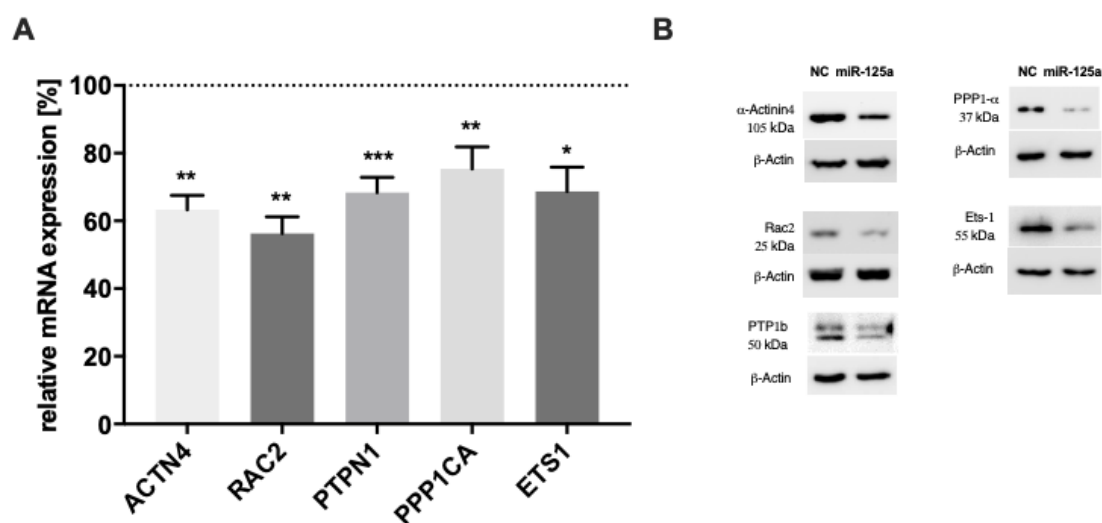 A
relative mRNA expression [%]
100
80
60
40
20
0
**
**
***
**
*
ACTN4
RAC2
PTPN1
PPP1CA
ETS1
B
NC miR-125a
α-Actinin4
105 kDa
β-Actin
Rac2
25 kDa
β-Actin
PTP1b
50 kDa
β-Actin
NC miR-125a
PPP1-α
37 kDa
β-Actin
Ets-1
55 kDa
β-Actin